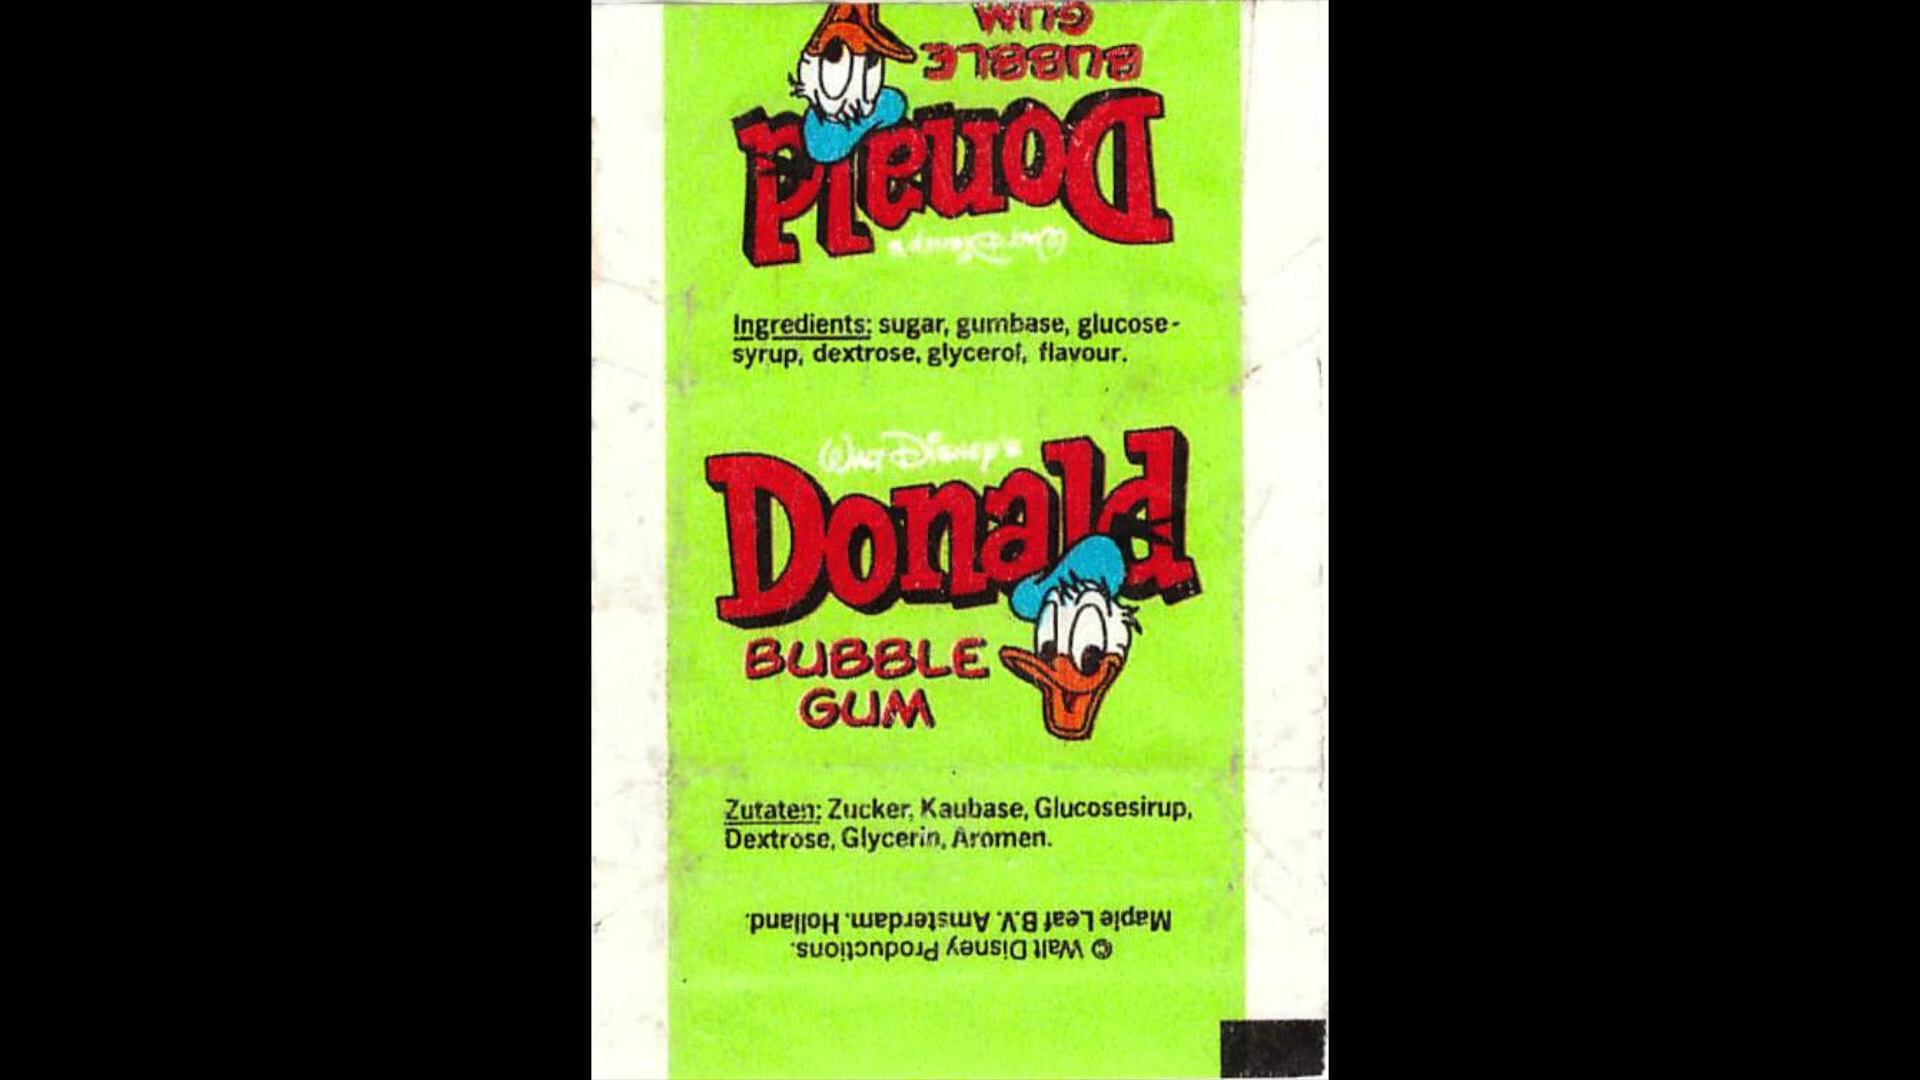 BUBBLE
GUM
Donald
Walt Disney's
Ingredients: sugar, gumbase, glucose-
syrup, dextrose, glycerol, flavour.
Walt Disney's
Donald
BUBBLE
GUM
Zutaten: Zucker, Kaubase, Glucosesirup,
Dextrose, Glycerin, Aromen.
© Walt Disney Productions.
Maple Leaf B.V. Amsterdam. Holland.